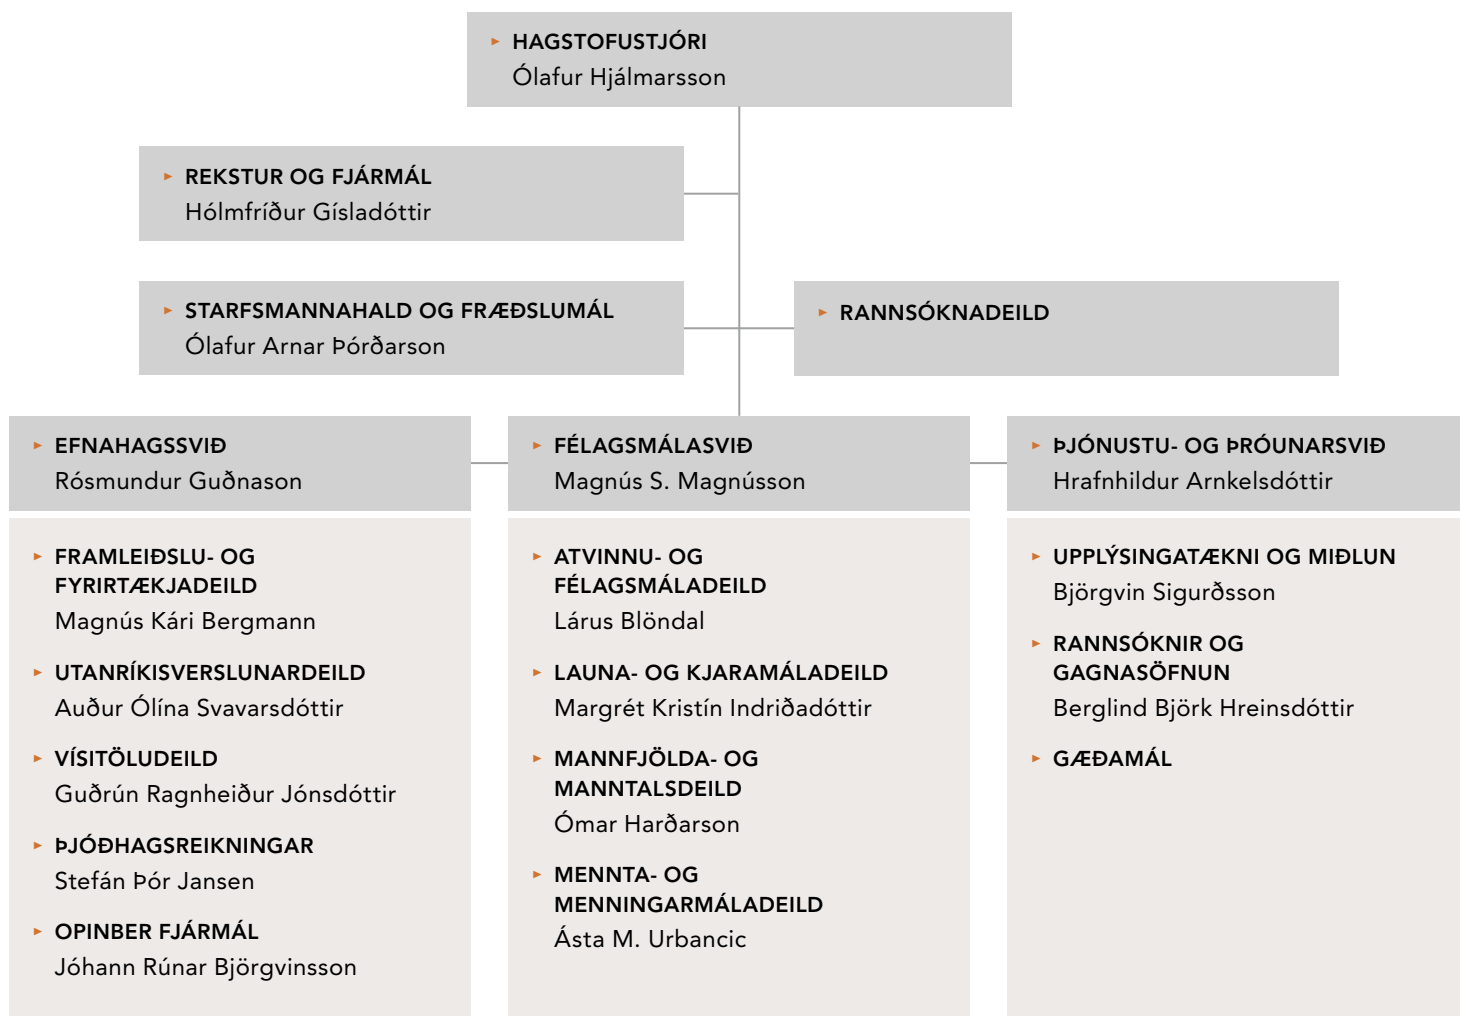 HAGSTOFUSTJÓRI
Ólafur Hjálmarsson
REKSTUR OG FJÁRMÁL
Hólmfríður Gísladóttir
STARFSMANNAHALD OG FRÆÐSLUMÁL
Ólafur Arnar Þórðarson
RANNSÓKNADEILD
EFNAHAGSSVIÐ
Rósmundur Guðnason
FRAMLEIÐSLU- OG
FYRIRTÆKJADEILD
Magnús Kári Bergmann
UTANRÍKISVERSLUNARDEILD
Auður Ólína Svavarsdóttir
VÍSITÖLUDEILD
Guðrún Ragnheiður Jónsdóttir
ÞJÓÐHAGSREIKNINGAR
Stefán Þór Jansen
OPINBER FJÁRMÁL
Jóhann Rúnar Björgvinsson
FÉLAGSMÁLASVIÐ
Magnús S. Magnússon
ATVINNU- OG
FÉLAGSMÁLADEILD
Lárus Blöndal
LAUNA- OG KJARAMÁLADEILD
Margrét Kristín Indriðadóttir
MANNFJÖLDA- OG
MANNTALSDEILD
Ómar Harðarson
MENNTA- OG
MENNINGARMÁLADEILD
Ásta M. Urbancic
ÞJÓNUSTU- OG ÞRÓUNARSVIÐ
Hrafnhildur Arnkelsdóttir
UPPLÝSINGATÆKNI OG MIÐLUN
Björgvin Sigurðsson
RANNSÓKNIR OG
GAGNASÖFNUN
Berglind Björk Hreinsdóttir
GÆÐAMÁL